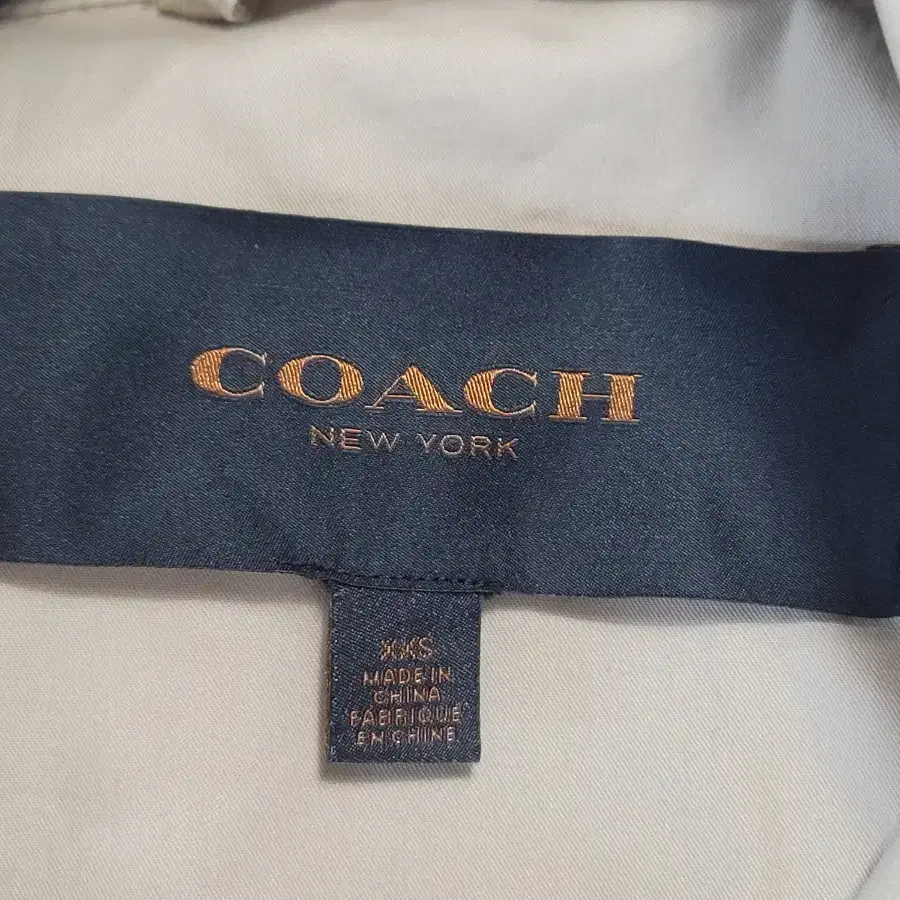 COACH
NEW YORK
XXS
MADE IN
CHINA
FABRIQUE
EN CHINE